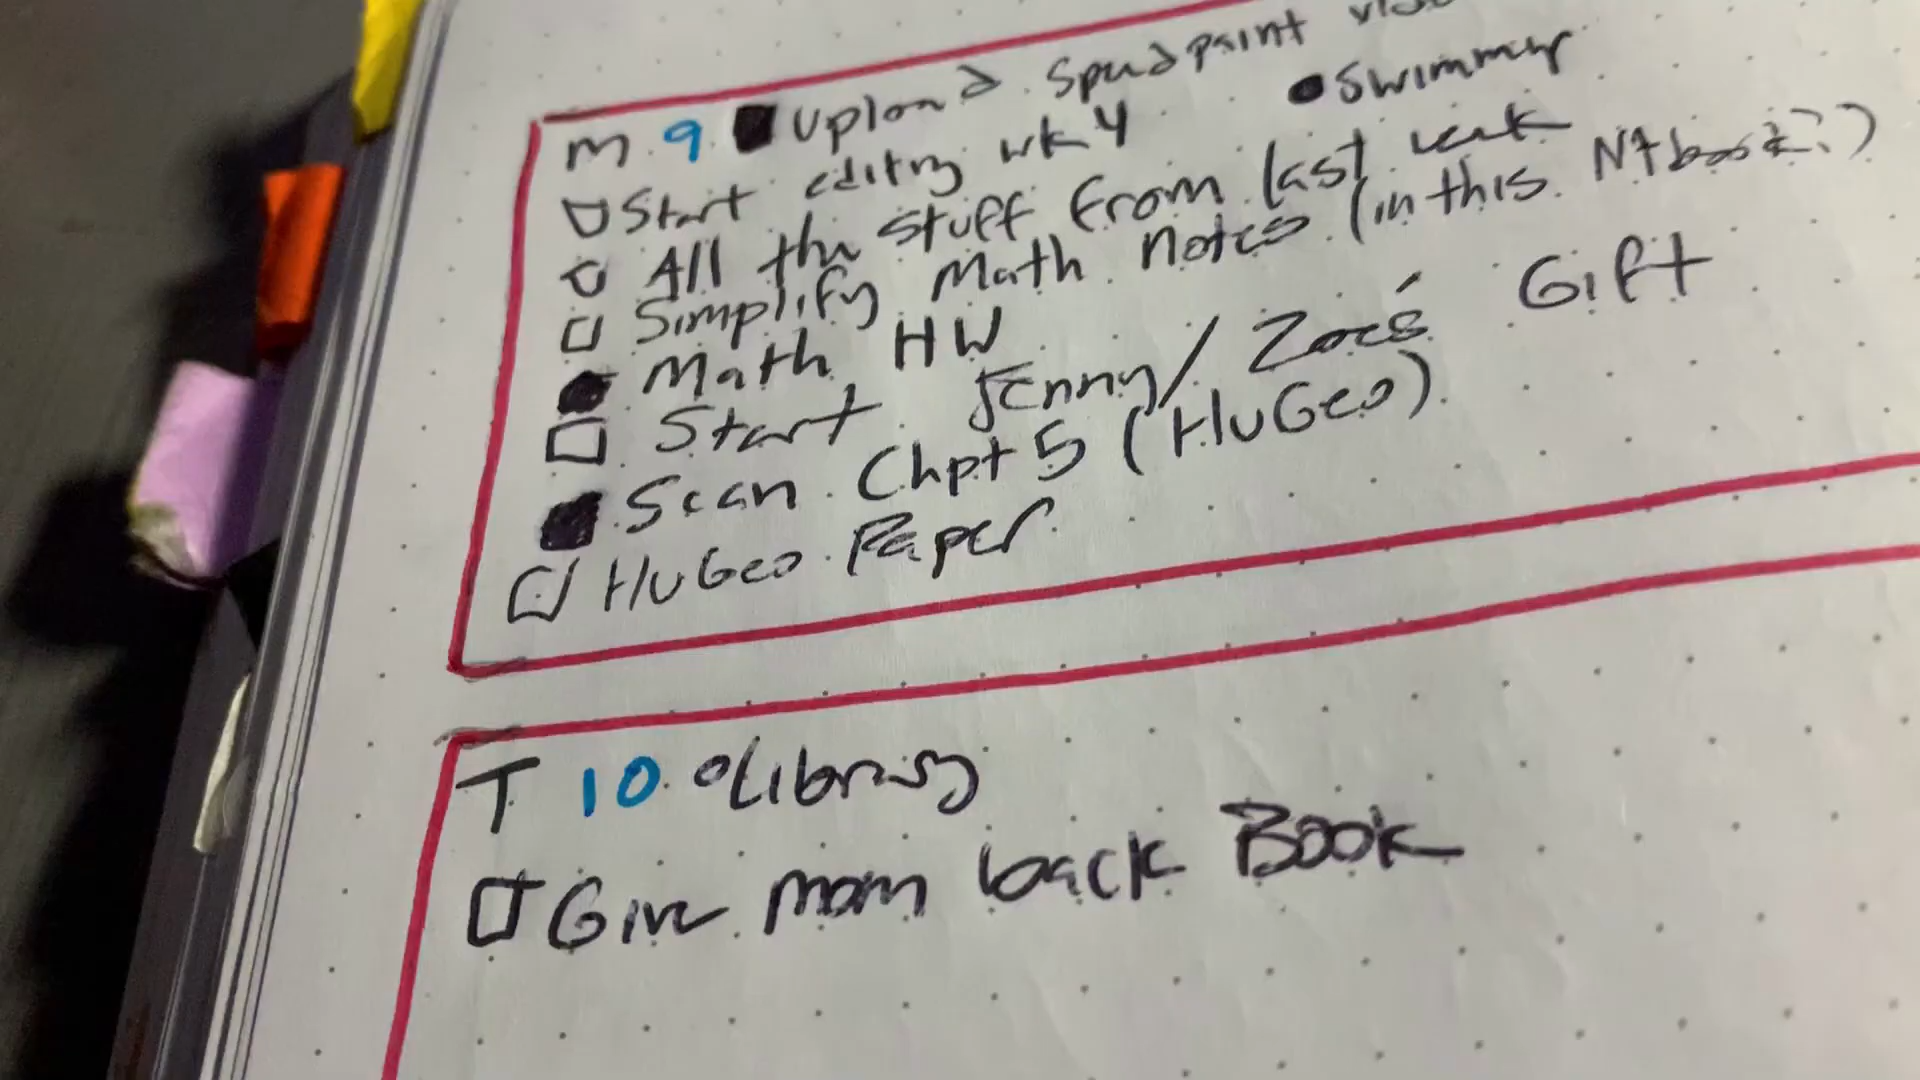 M 9 ■ Upload Speedpaint
● Swimming
□ Start editing wk 4
□ All the stuff from last week
□ Simplify Math Notes (in this Ntbook?)
■ Math HW
□ Start Jenny/Zoe's Gift
■ Scan Chpt 5 (HuGeo)
□ HuGeo Paper
T 10 ○ Library
□ Give mom back Book